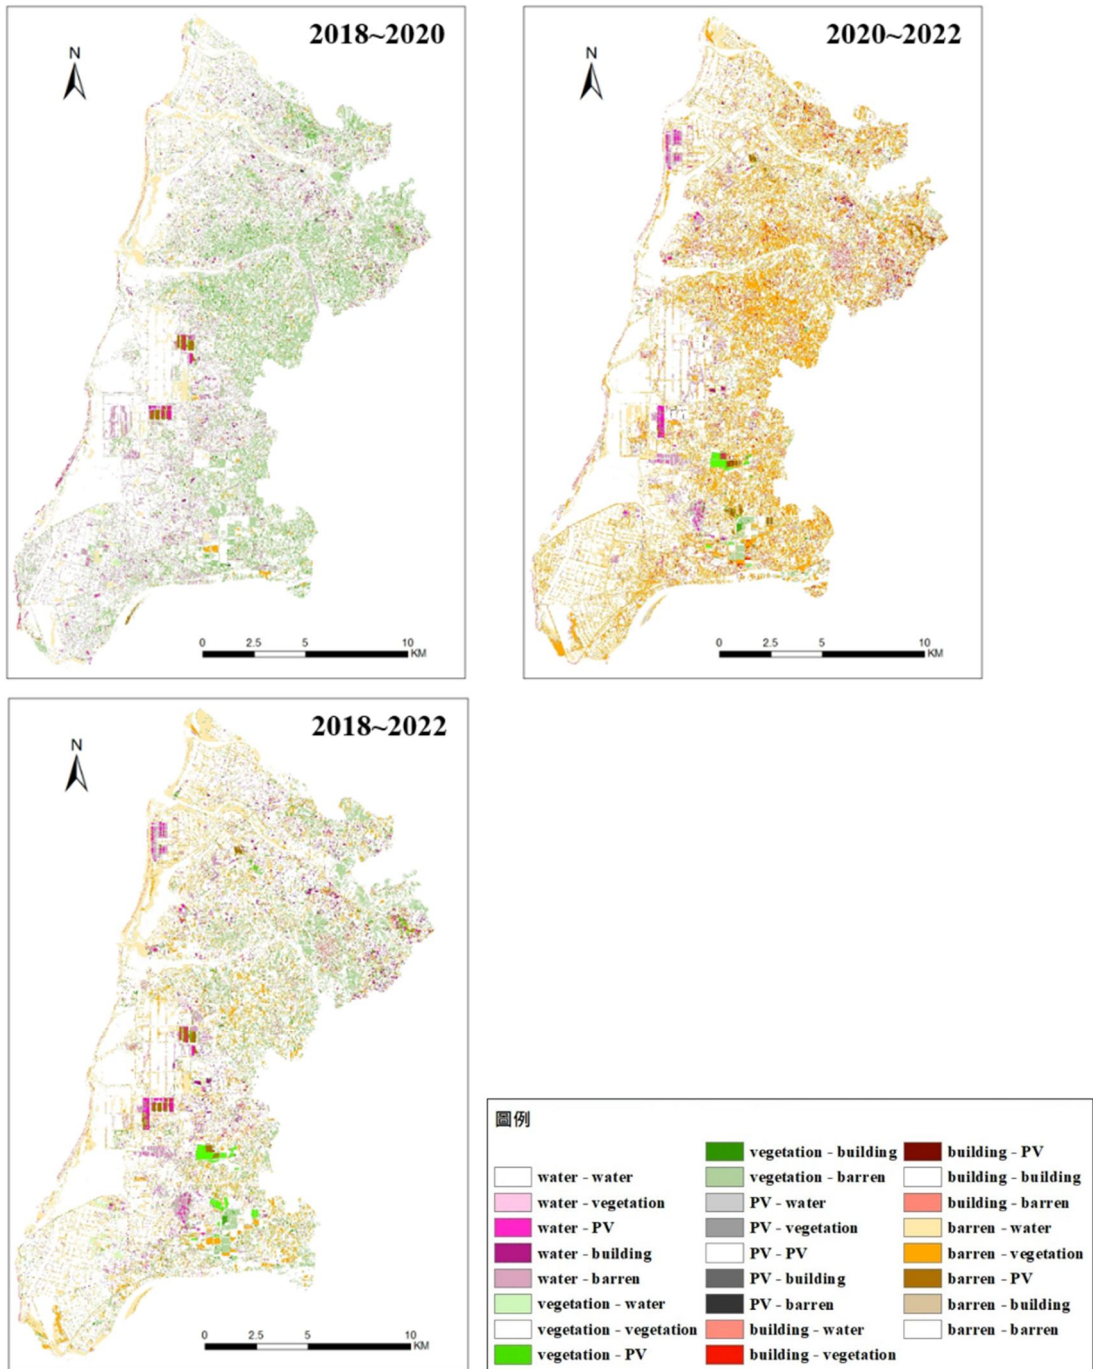 2018~2020
N
0 2.5 5 10
KM
2020~2022
N
0 2.5 5 10
KM
2018~2022
N
0 2.5 5 10
KM
圖例
water - water
water - vegetation
water - PV
water - building
water - barren
vegetation - water
vegetation - vegetation
vegetation - PV
vegetation - building
vegetation - barren
PV - water
PV - vegetation
PV - PV
PV - building
PV - barren
building - water
building - vegetation
building - PV
building - building
building - barren
barren - water
barren - vegetation
barren - PV
barren - building
barren - barren